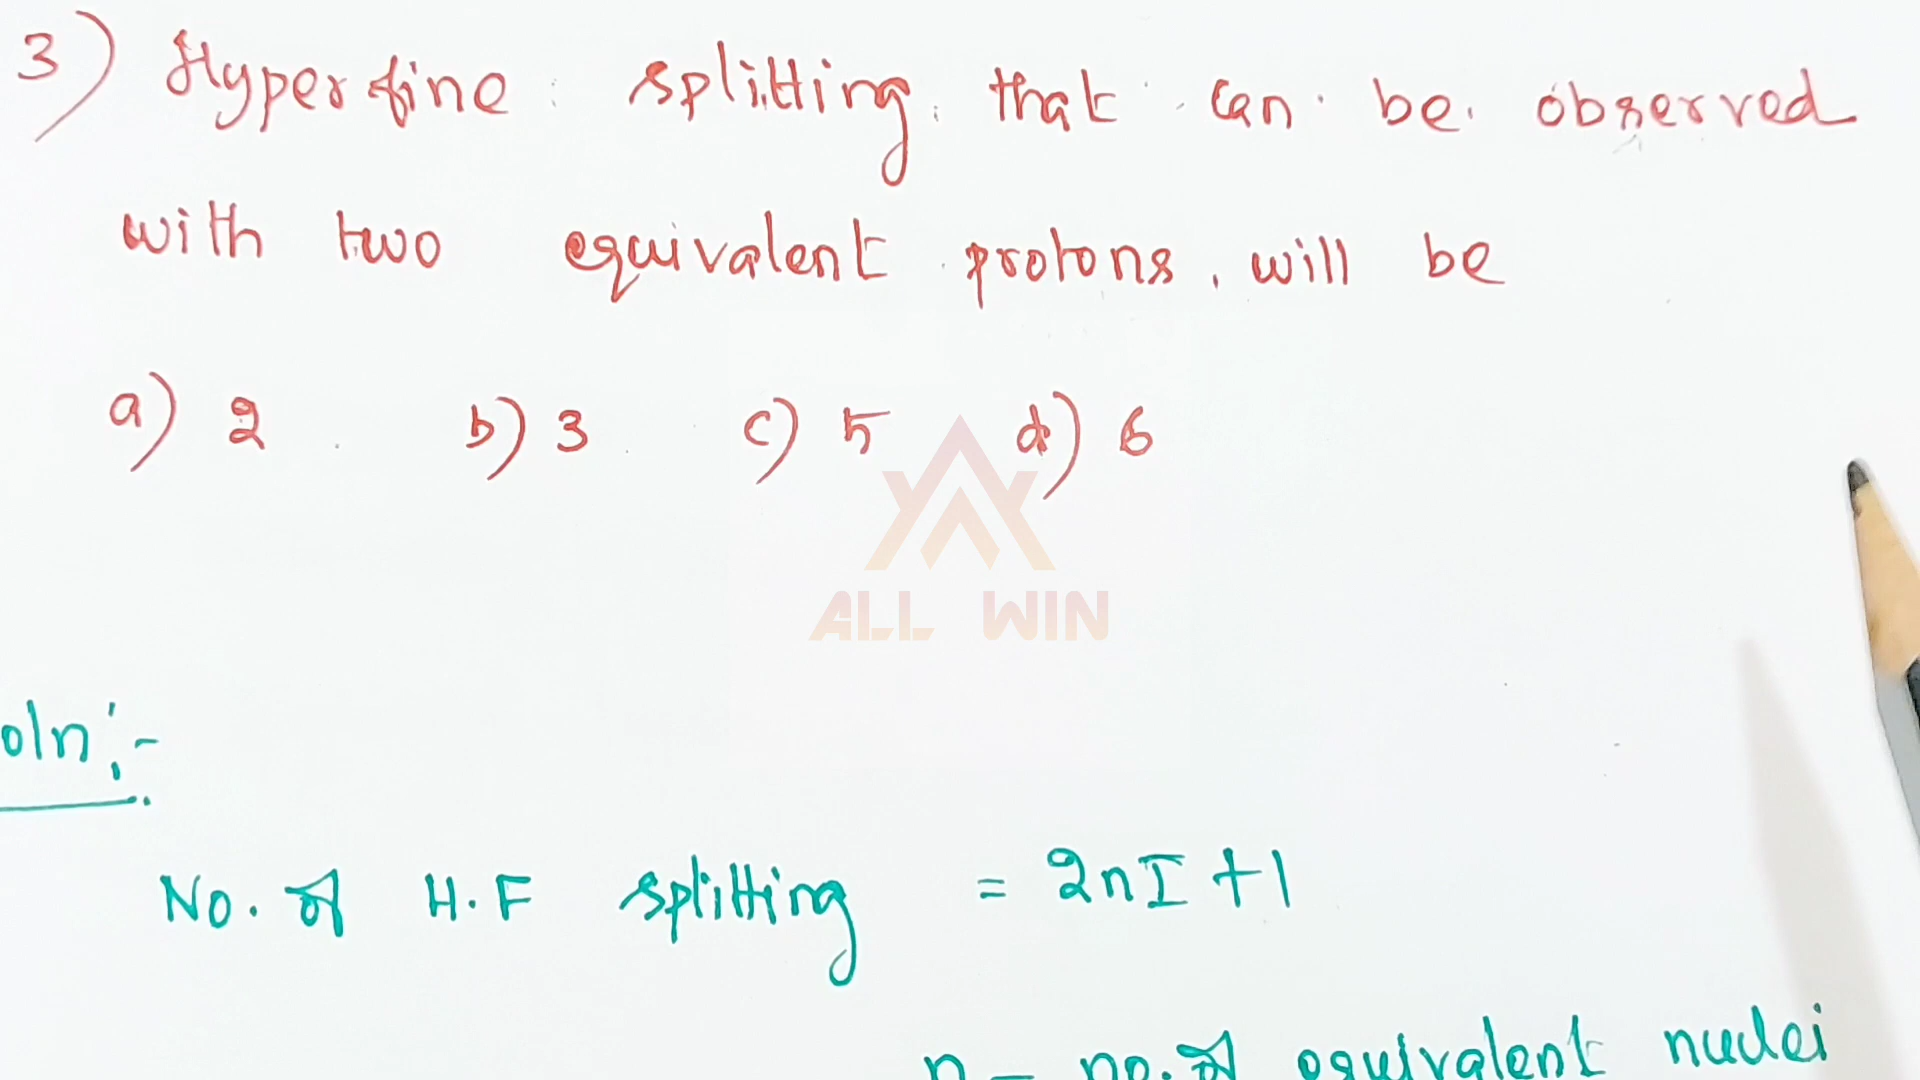 3) Hyperfine splitting that can be observed
with two equivalent protons, will be
a) 2 b) 3 c) 5 d) 6
ALL WIN
oln:-
No. of H.F splitting = 2nI + 1
n - no. of equivalent nuclei